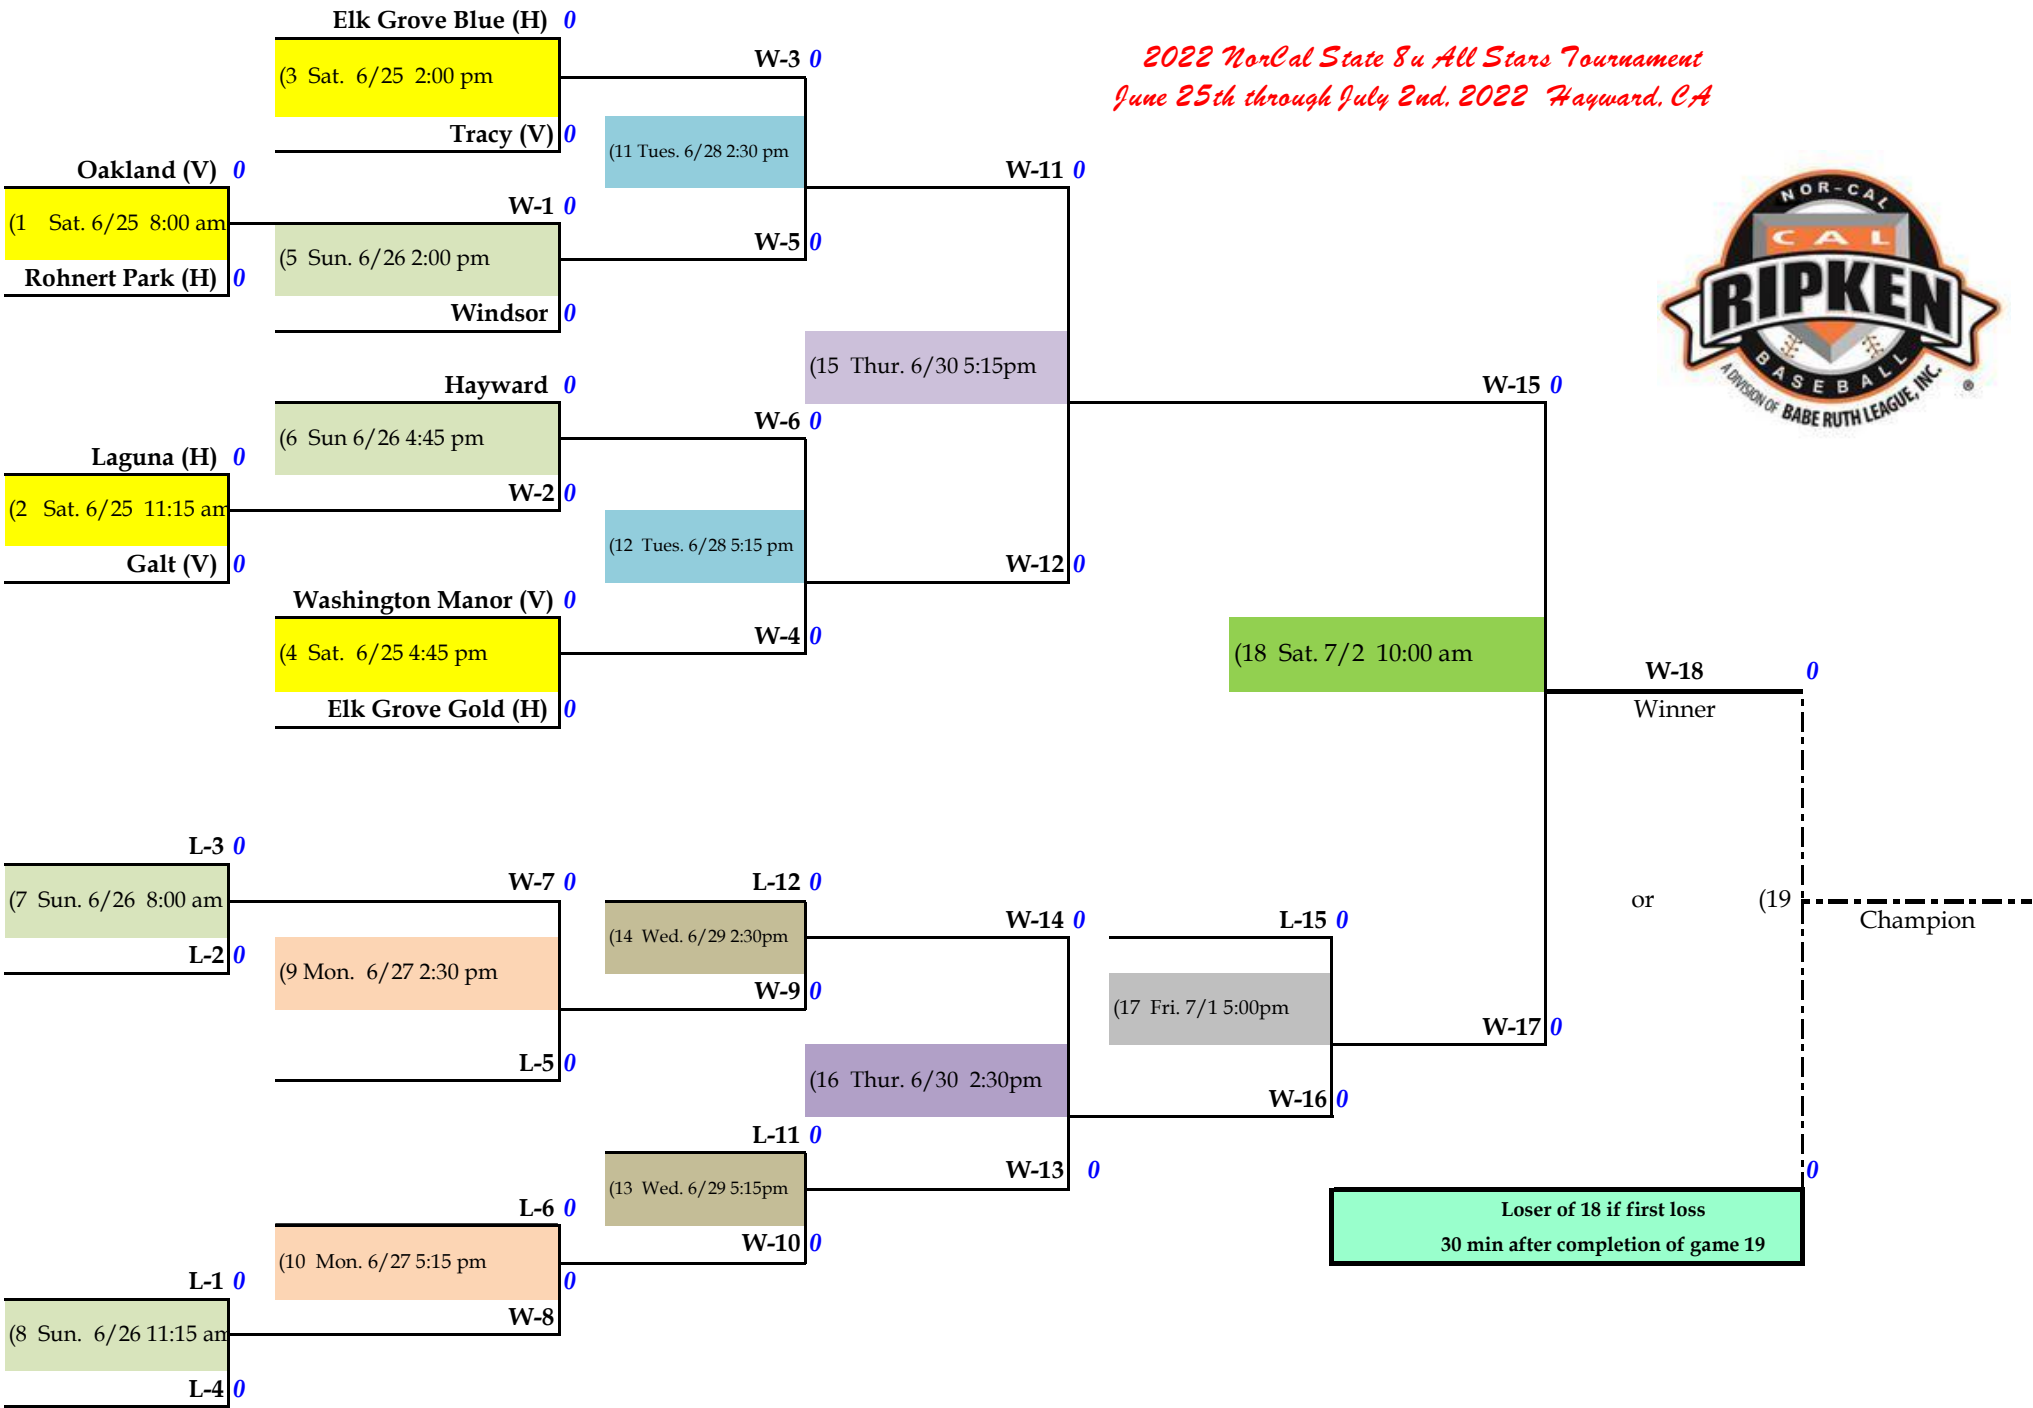 2022 NorCal State 8u All Stars Tournament
June 25th through July 2nd, 2022 Hayward, CA
NOR-CAL
CAL
RIPKEN
BASEBALL
A DIVISION OF BABE RUTH LEAGUE, INC.
®
Elk Grove Blue (H) 0
(3 Sat. 6/25 2:00 pm
Tracy (V) 0
W-3 0
(11 Tues. 6/28 2:30 pm
W-5 0
Oakland (V) 0
(1 Sat. 6/25 8:00 am
Rohnert Park (H) 0
W-1 0
(5 Sun. 6/26 2:00 pm
Windsor 0
W-11 0
(15 Thur. 6/30 5:15pm
W-12 0
Hayward 0
(6 Sun 6/26 4:45 pm
W-2 0
Laguna (H) 0
(2 Sat. 6/25 11:15 am
Galt (V) 0
W-6 0
(12 Tues. 6/28 5:15 pm
W-4 0
Washington Manor (V) 0
(4 Sat. 6/25 4:45 pm
Elk Grove Gold (H) 0
W-15 0
(18 Sat. 7/2 10:00 am
W-17 0
W-18 0
Winner
or (19
Champion
0
Loser of 18 if first loss
30 min after completion of game 19
L-3 0
(7 Sun. 6/26 8:00 am
L-2 0
W-7 0
(9 Mon. 6/27 2:30 pm
L-5 0
L-12 0
(14 Wed. 6/29 2:30pm
W-9 0
W-14 0
(16 Thur. 6/30 2:30pm
W-13 0
L-15 0
(17 Fri. 7/1 5:00pm
W-16 0
L-11 0
(13 Wed. 6/29 5:15pm
W-10 0
L-6 0
(10 Mon. 6/27 5:15 pm
0
W-8
L-1 0
(8 Sun. 6/26 11:15 am
L-4 0